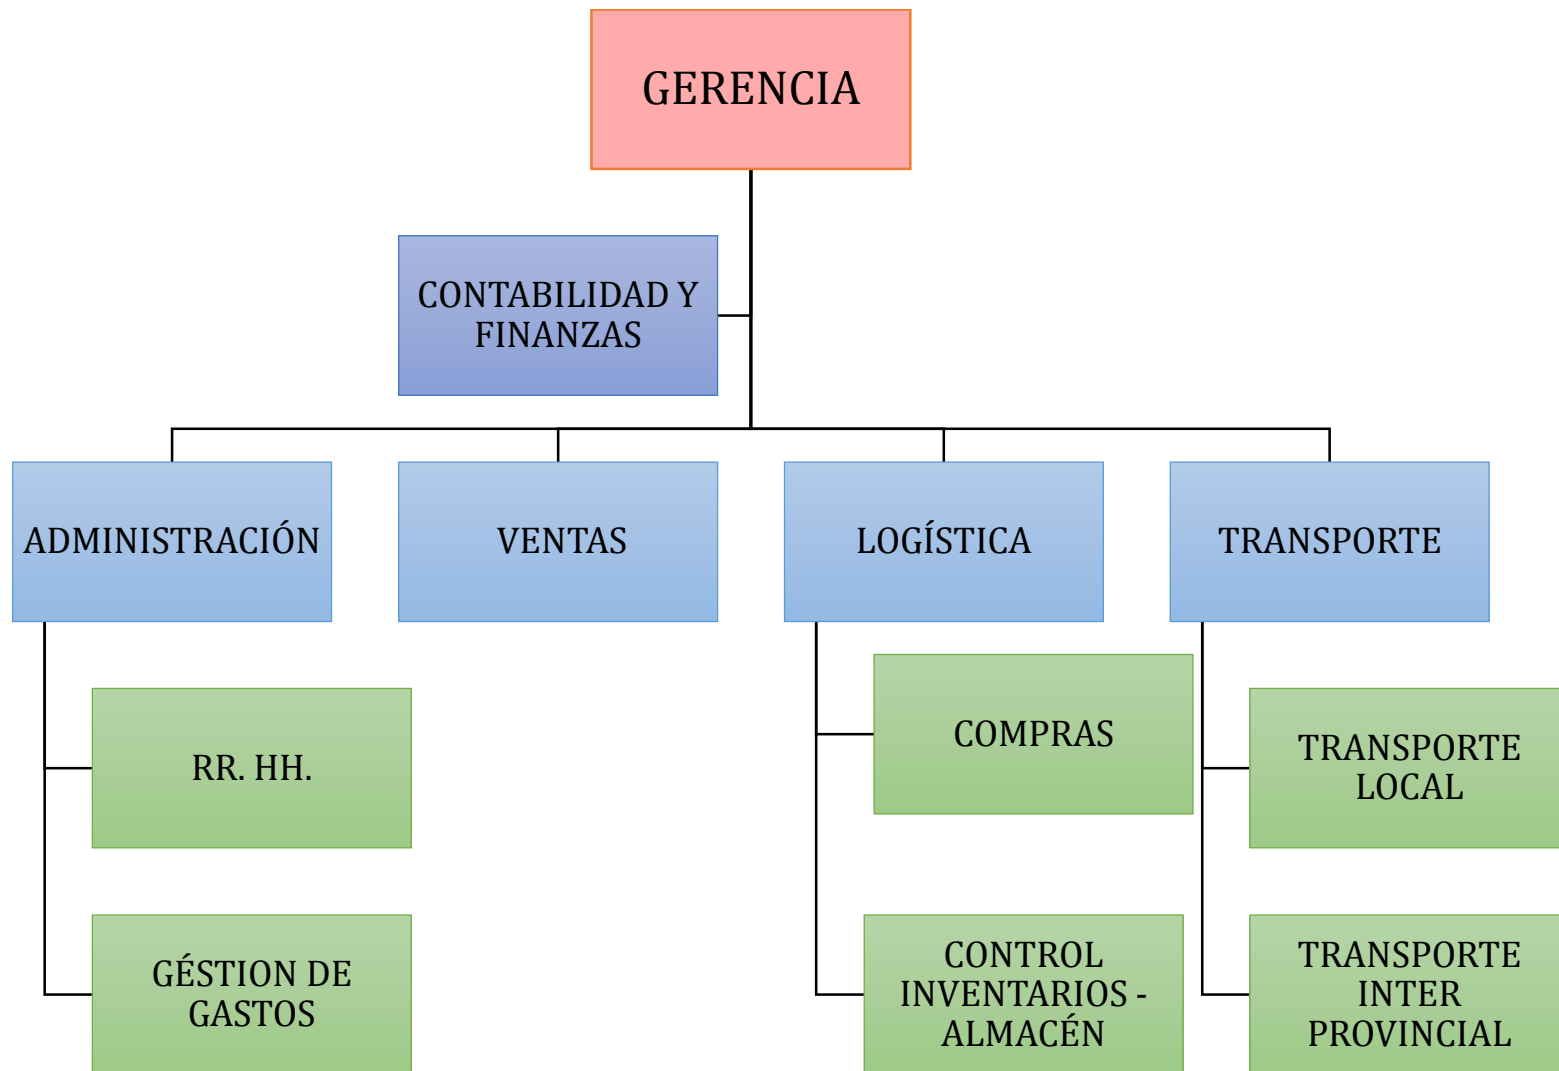 GERENCIA
CONTABILIDAD Y
FINANZAS
ADMINISTRACIÓN
VENTAS
LOGÍSTICA
TRANSPORTE
RR. HH.
COMPRAS
TRANSPORTE
LOCAL
GÉSTION DE
GASTOS
CONTROL
INVENTARIOS -
ALMACÉN
TRANSPORTE
INTER
PROVINCIAL